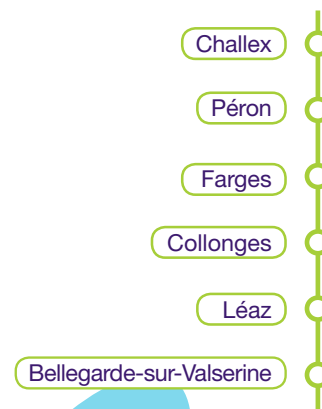 Challex
Péron
Farges
Collonges
Léaz
Bellegarde-sur-Valserine